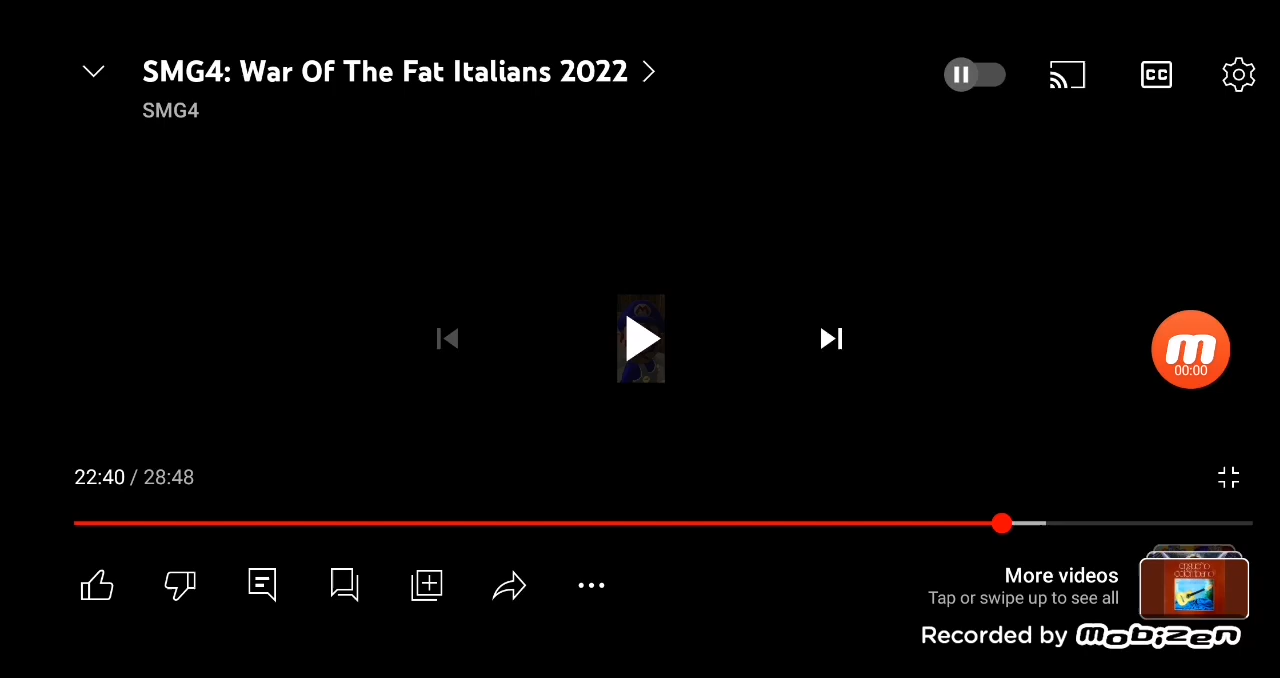 SMG4: War Of The Fat Italians 2022
SMG4
CC
m
00:00
22:40 / 28:48
More videos
Tap or swipe up to see all
Recorded by Mobizen